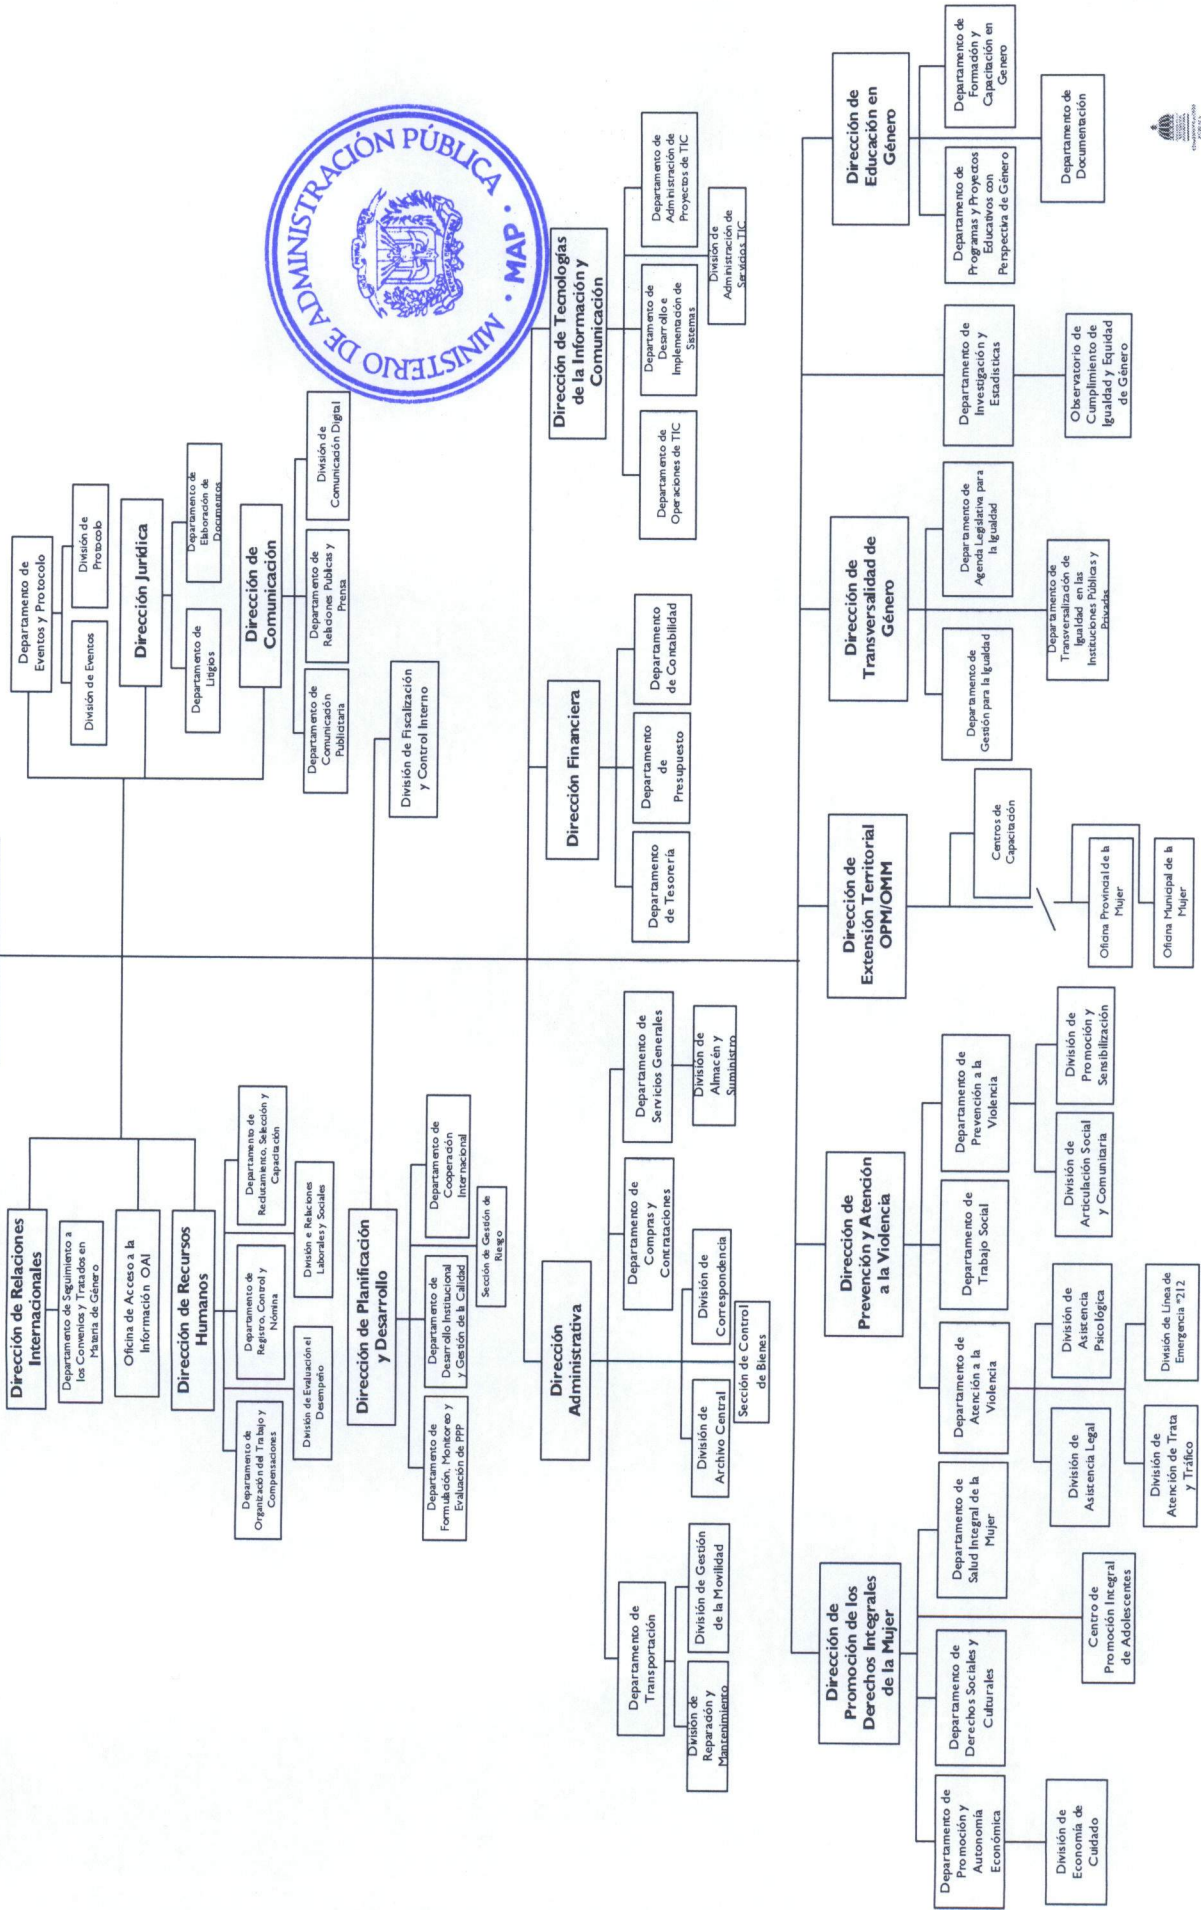 Dirección de Relaciones
Internacionales
Departamento de Seguimiento a
los Convenios y Tratados en
Materia de Género
Oficina de Acceso a la
Información OAI
Dirección de Recursos
Humanos
Departamento de
Organización del Trabajo y
Compensaciones
Departamento de
Registro, Control y
Nómina
Departamento de
Reclutamiento, Selección y
Capacitación
División de Evaluación el
Desempeño
División e Relaciones
Laborales y Sociales
Departamento de
Eventos y Protocolo
División de Eventos
División de
Protocolo
Dirección Jurídica
Departamento de
Litigios
Departamento de
Elaboración de
Documentos
Dirección de
Comunicación
Departamento de
Comunicación
Publicitaria
Departamento de
Relaciones Publicas y
Prensa
División de
Comunicación Digital
MINISTERIO DE ADMINISTRACIÓN PÚBLICA
• MAP •
Dirección de Planificación
y Desarrollo
Departamento de
Formulación, Monitoreo y
Evaluación de PPP
Departamento de
Desarrollo Institucional
y Gestión de la Calidad
Departamento de
Cooperación
Internacional
Sección de Gestión de
Riesgo
División de Fiscalización
y Control Interno
Dirección
Administrativa
Departamento de
Transportación
División de
Reparación y
Mantenimiento
División de Gestión
de la Movilidad
Departamento de
Compras y
Contrataciones
Departamento de
Servicios Generales
División de
Almacén y
Suministro
División de
Archivo Central
División de
Correspondencia
Sección de Control
de Bienes
Dirección Financiera
Departamento
de Tesorería
Departamento
de
Presupuesto
Departamento
de Contabilidad
Dirección de Tecnologías
de la Información y
Comunicación
Departamento de
Operaciones de TIC
Departamento de
Desarrollo e
Implementación de
Sistemas
Departamento de
Administración de
Proyectos de TIC
División de
Administración de
Servicios TIC
Dirección de
Promoción de los
Derechos Integrales
de la Mujer
Departamento de
Promoción y
Autonomía
Económica
Departamento de
Derechos Sociales y
Culturales
Departamento de
Salud Integral de la
Mujer
División de
Economía de
Cuidado
Centro de
Promoción Integral
de Adolescentes
Dirección de
Prevención y Atención
a la Violencia
Departamento de
Atención a la
Violencia
Departamento de
Trabajo Social
Departamento de
Prevención a la
Violencia
División de
Asistencia Legal
División de
Asistencia
Psicológica
División de
Atención de Trata
y Tráfico
División de Línea de
Emergencia *212
División de
Articulación Social
y Comunitaria
División de
Promoción y
Sensibilización
Dirección de
Extensión Territorial
OPM/OMM
Centros de
Capacitación
Oficina Provincial de la
Mujer
Oficina Municipal de la
Mujer
Dirección de
Transversalidad de
Género
Departamento de
Gestión para la Igualdad
Departamento de
Agenda Legislativa para
la Igualdad
Departamento de
Transversalización de
Igualdad en las
Instituciones Públicas y
Privadas
Departamento de
Investigación y
Estadísticas
Observatorio de
Cumplimiento de
Igualdad y Equidad
de Género
Dirección de
Educación en
Género
Departamento de
Programas y Proyectos
Educativos con
Perspectiva de Género
Departamento de
Formación y
Capacitación en
Genero
Departamento de
Documentación